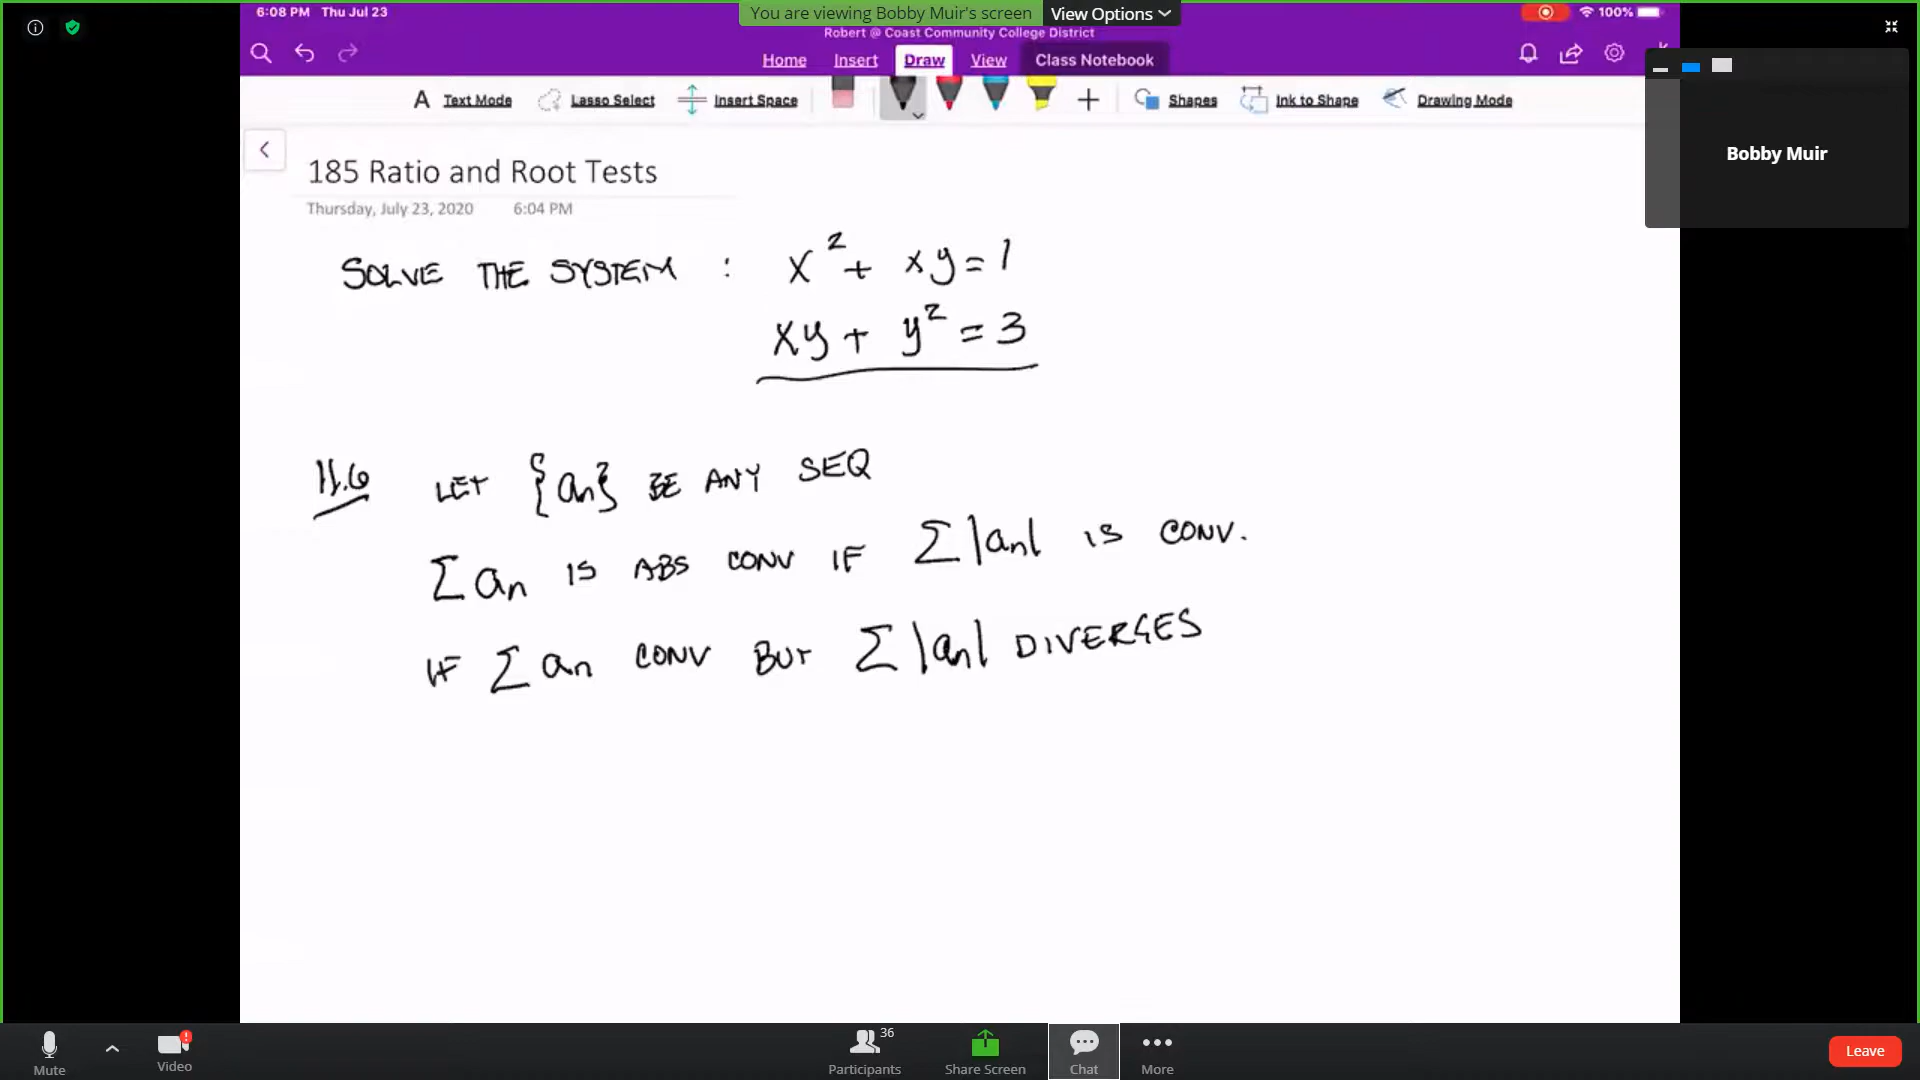 6:08 PM Thu Jul 23
You are viewing Bobby Muir's screen View Options
100%
Robert @ Coast Community College District
Home Insert Draw View Class Notebook
A Text Mode Lasso Select Insert Space Shapes Ink to Shape Drawing Mode
Bobby Muir
185 Ratio and Root Tests
Thursday, July 23, 2020 6:04 PM
SOLVE THE SYSTEM : x² + xy = 1
xy + y² = 3
11.6 LET {an} BE ANY SEQ
Σ an IS ABS CONV IF Σ |an| IS CONV.
IF Σ an CONV BUT Σ |an| DIVERGES
Mute
Video
36
Participants
Share Screen
Chat
More
Leave